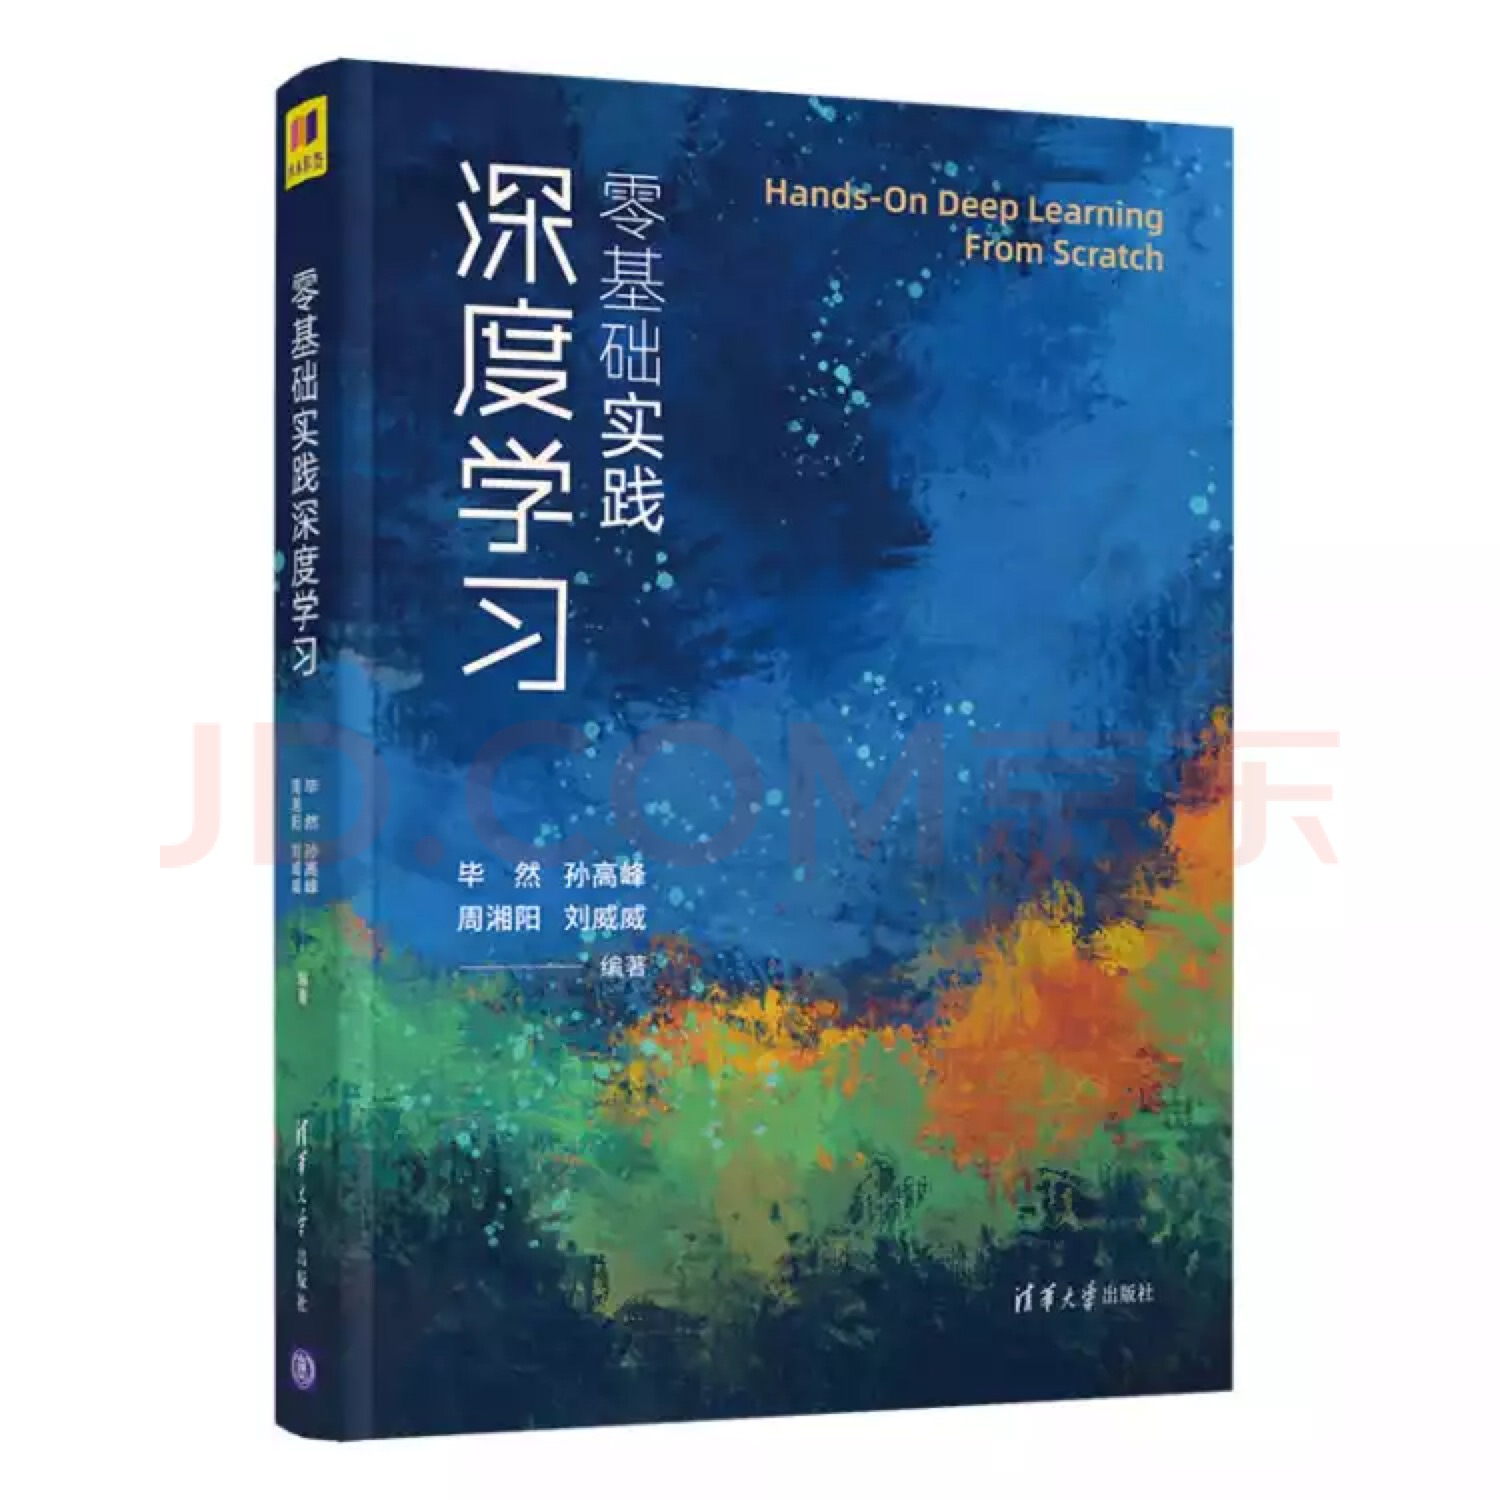 零基础实践
深度学习
Hands-On Deep Learning
From Scratch
毕 然 孙高峰
周湘阳 刘威威
编著
清华大学出版社
零基础实践深度学习
毕 然 孙高峰
周湘阳 刘威威
编著
清华大学出版社
JD.COM京东